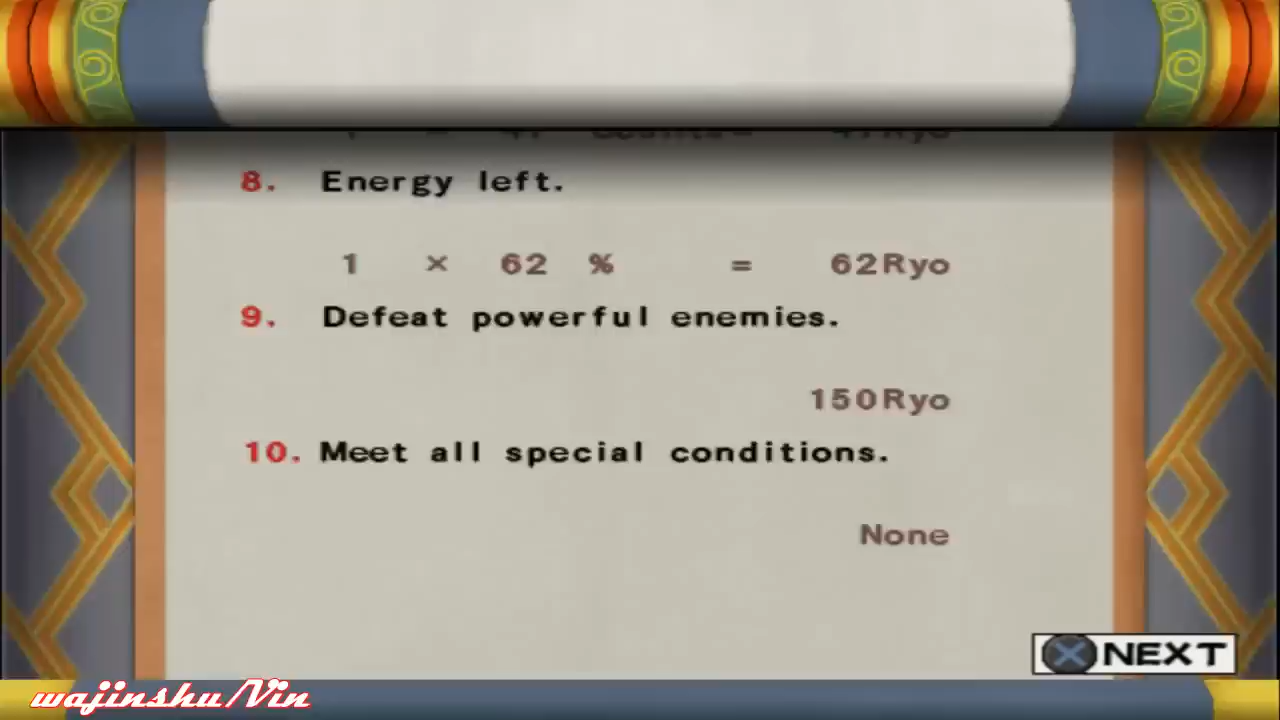 8. Energy left.
1 × 62 % = 62Ryo
9. Defeat powerful enemies.
150Ryo
10. Meet all special conditions.
None
NEXT
wajinshu/Vin